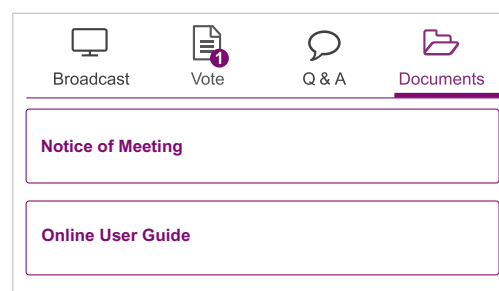 Broadcast Vote 1 Q & A Documents
Notice of Meeting
Online User Guide